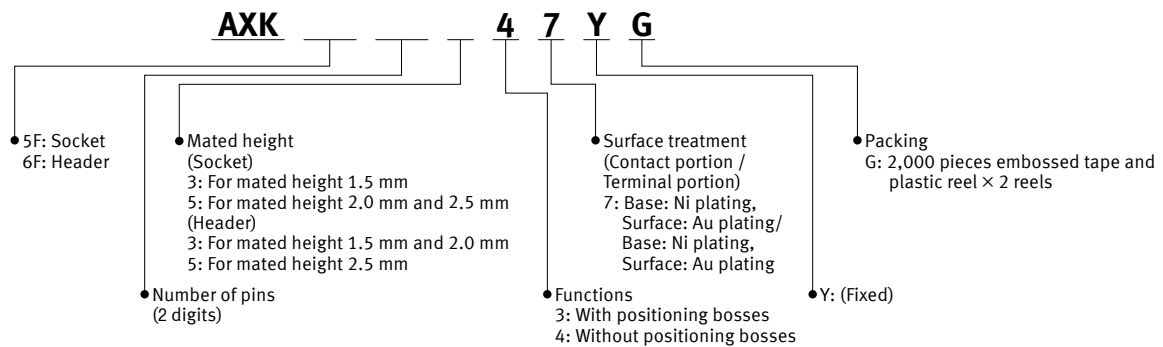 AXK 4 7 Y G
5F: Socket
6F: Header
Mated height
(Socket)
3: For mated height 1.5 mm
5: For mated height 2.0 mm and 2.5 mm
(Header)
3: For mated height 1.5 mm and 2.0 mm
5: For mated height 2.5 mm
Surface treatment
(Contact portion /
Terminal portion)
7: Base: Ni plating,
Surface: Au plating/
Base: Ni plating,
Surface: Au plating
Packing
G: 2,000 pieces embossed tape and
plastic reel × 2 reels
Number of pins
(2 digits)
Functions
3: With positioning bosses
4: Without positioning bosses
Y: (Fixed)